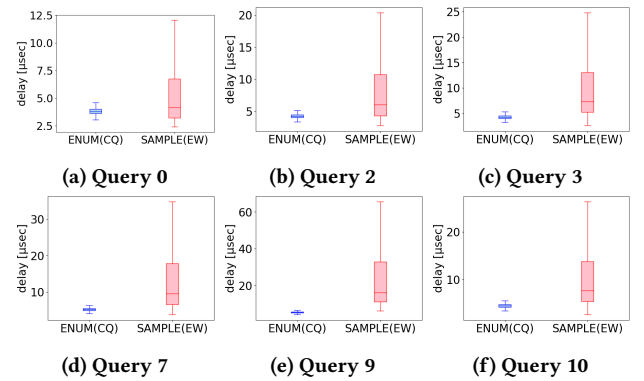 12.5
10.0
7.5
5.0
2.5
delay [µsec]
ENUM(CQ) SAMPLE(EW)
(a) Query 0
20
15
10
5
delay [µsec]
ENUM(CQ) SAMPLE(EW)
(b) Query 2
25
20
15
10
5
delay [µsec]
ENUM(CQ) SAMPLE(EW)
(c) Query 3
30
20
10
delay [µsec]
ENUM(CQ) SAMPLE(EW)
(d) Query 7
60
40
20
delay [µsec]
ENUM(CQ) SAMPLE(EW)
(e) Query 9
20
10
delay [µsec]
ENUM(CQ) SAMPLE(EW)
(f) Query 10